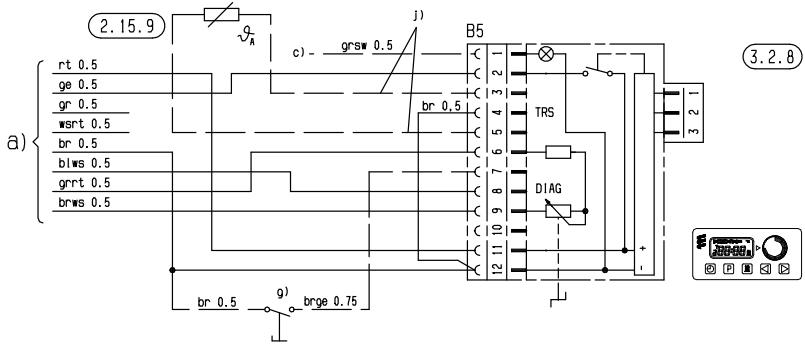 2.15.9
ϑA
j)
B5
c)
grsw 0.5
3.2.8
a)
rt 0.5
ge 0.5
gr 0.5
wsrt 0.5
br 0.5
blws 0.5
grrt 0.5
brws 0.5
br 0,5
1
2
3
4
5
6
7
8
9
10
11
12
TRS
DIAG
+
-
1
2
3
P
g)
br 0.5
brge 0.75